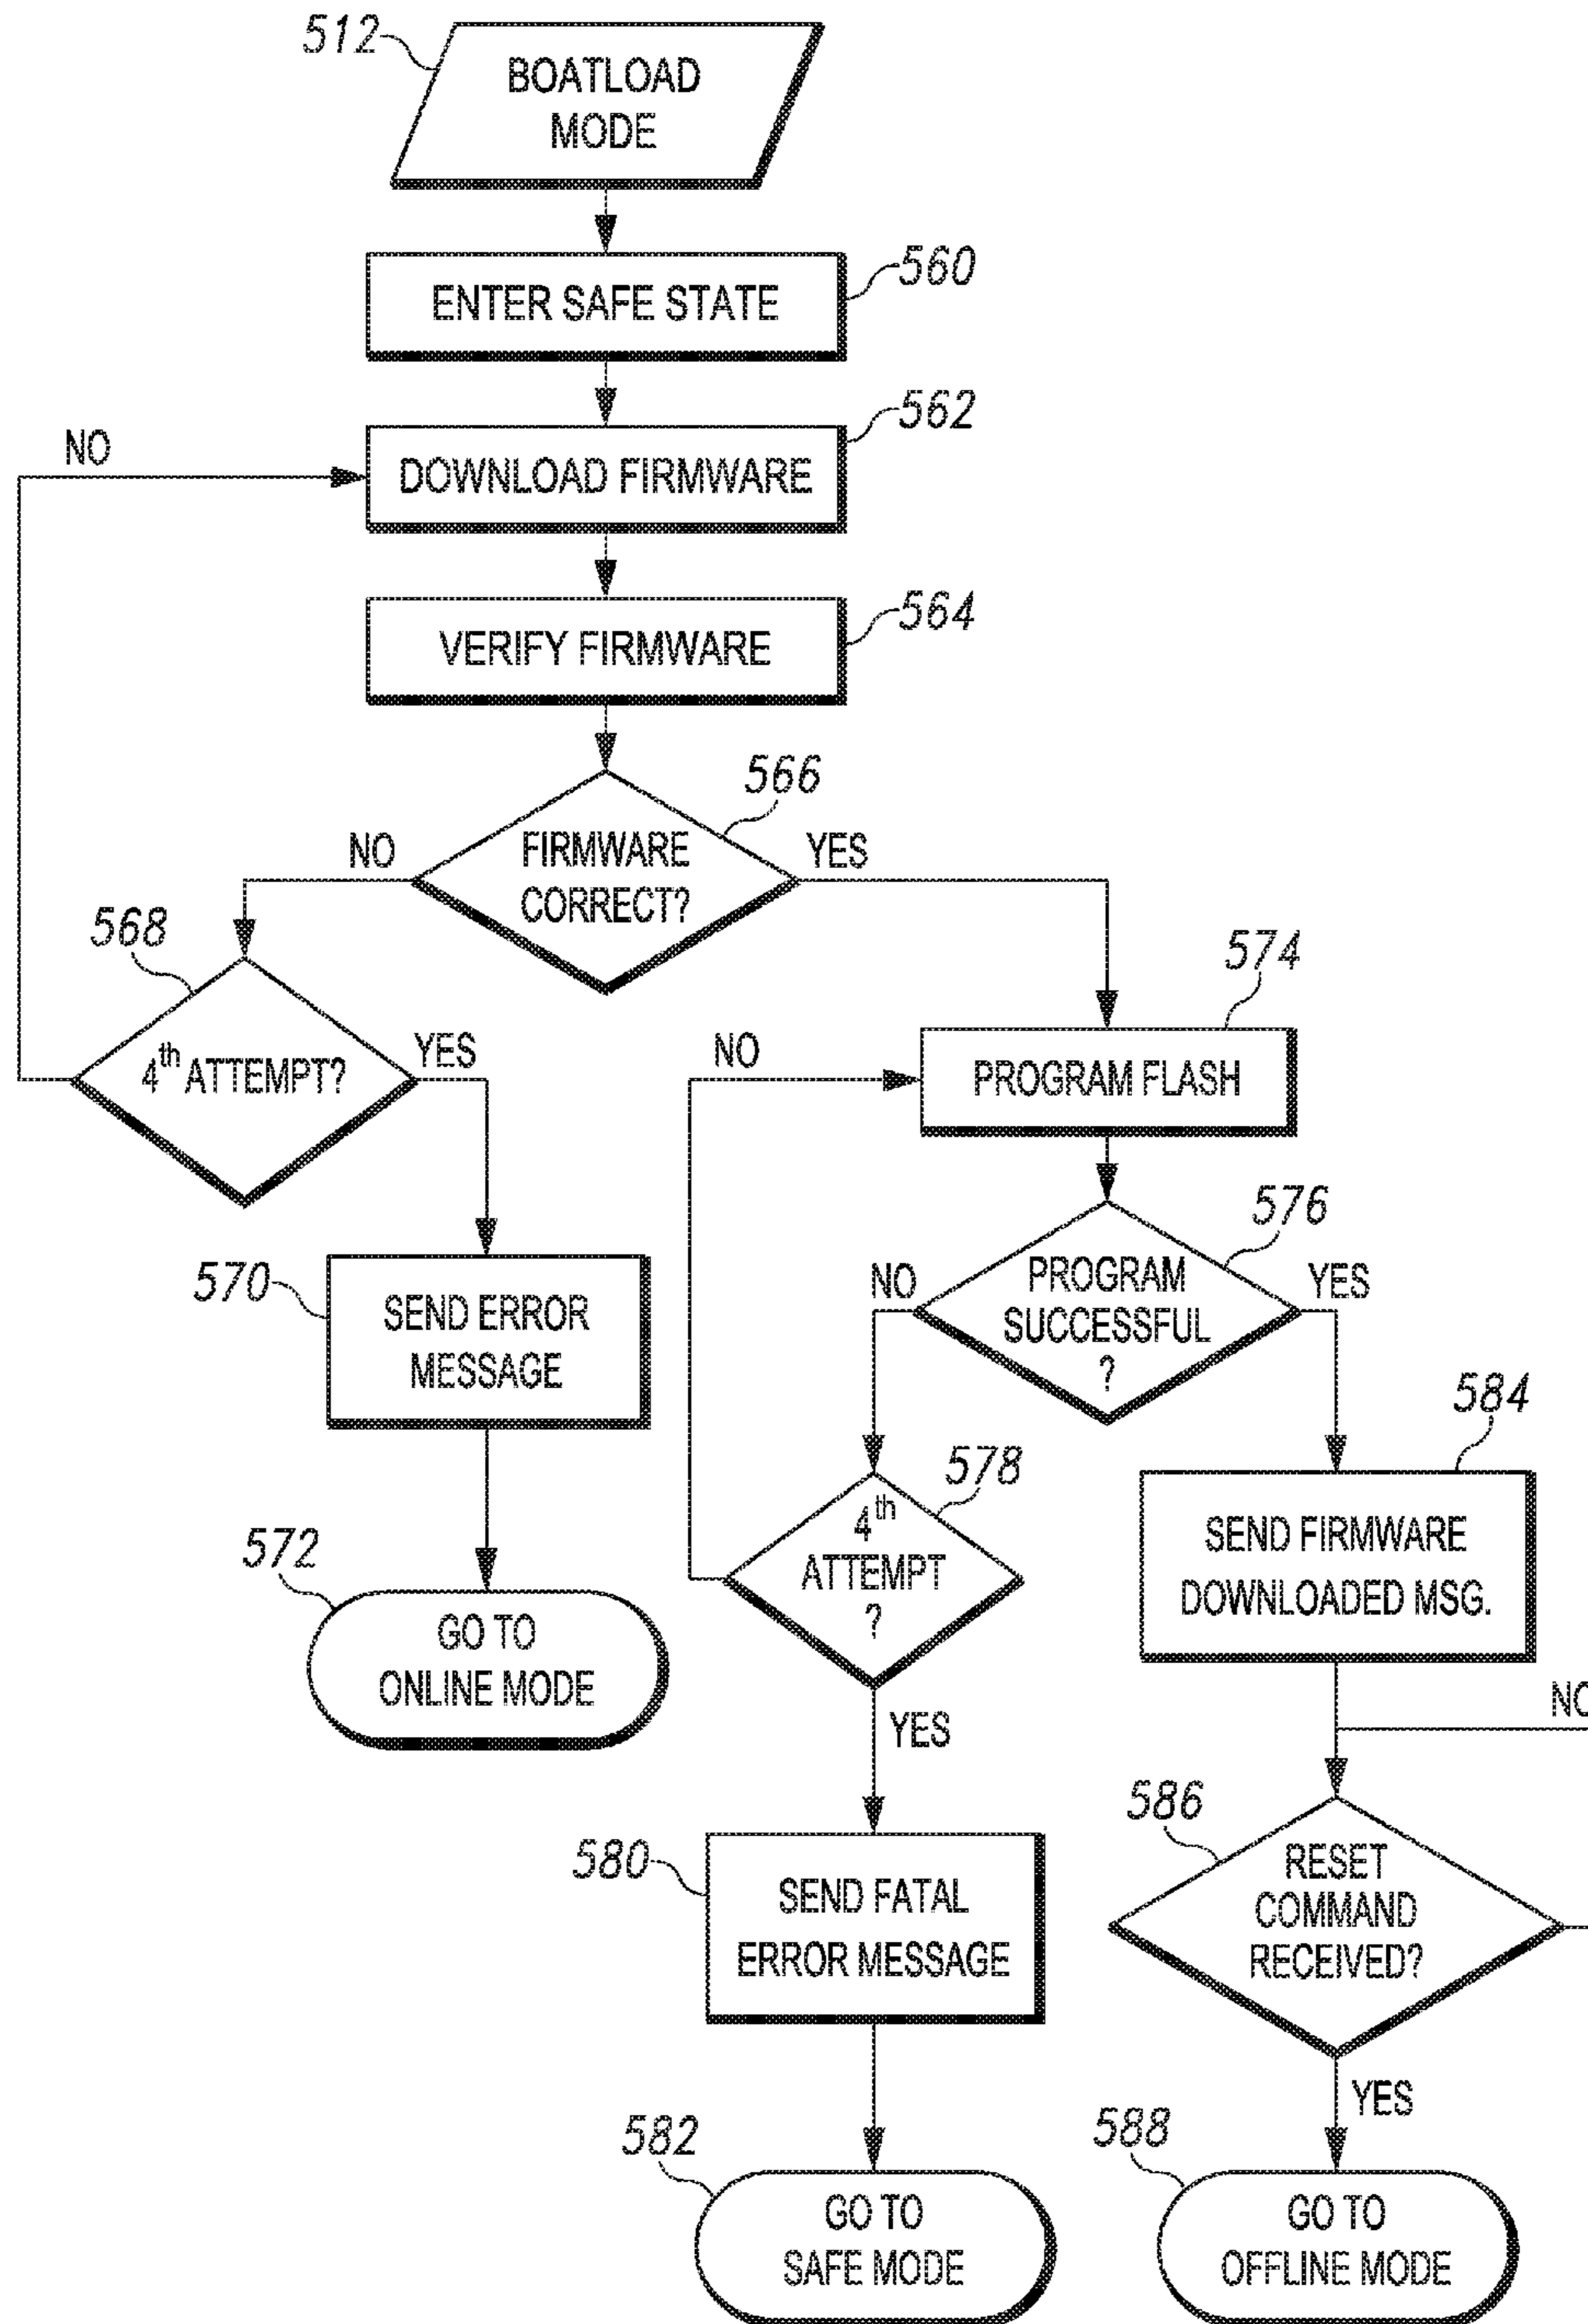 512
BOATLOAD
MODE
560
ENTER SAFE STATE
562
NO
DOWNLOAD FIRMWARE
564
VERIFY FIRMWARE
566
NO
FIRMWARE
CORRECT?
YES
568
4th ATTEMPT?
YES
574
NO
PROGRAM FLASH
576
570
SEND ERROR
MESSAGE
NO
PROGRAM
SUCCESSFUL
?
YES
584
578
4th
ATTEMPT
?
SEND FIRMWARE
DOWNLOADED MSG.
572
GO TO
ONLINE MODE
YES
NO
586
RESET
COMMAND
RECEIVED?
580
SEND FATAL
ERROR MESSAGE
YES
582
GO TO
SAFE MODE
588
GO TO
OFFLINE MODE